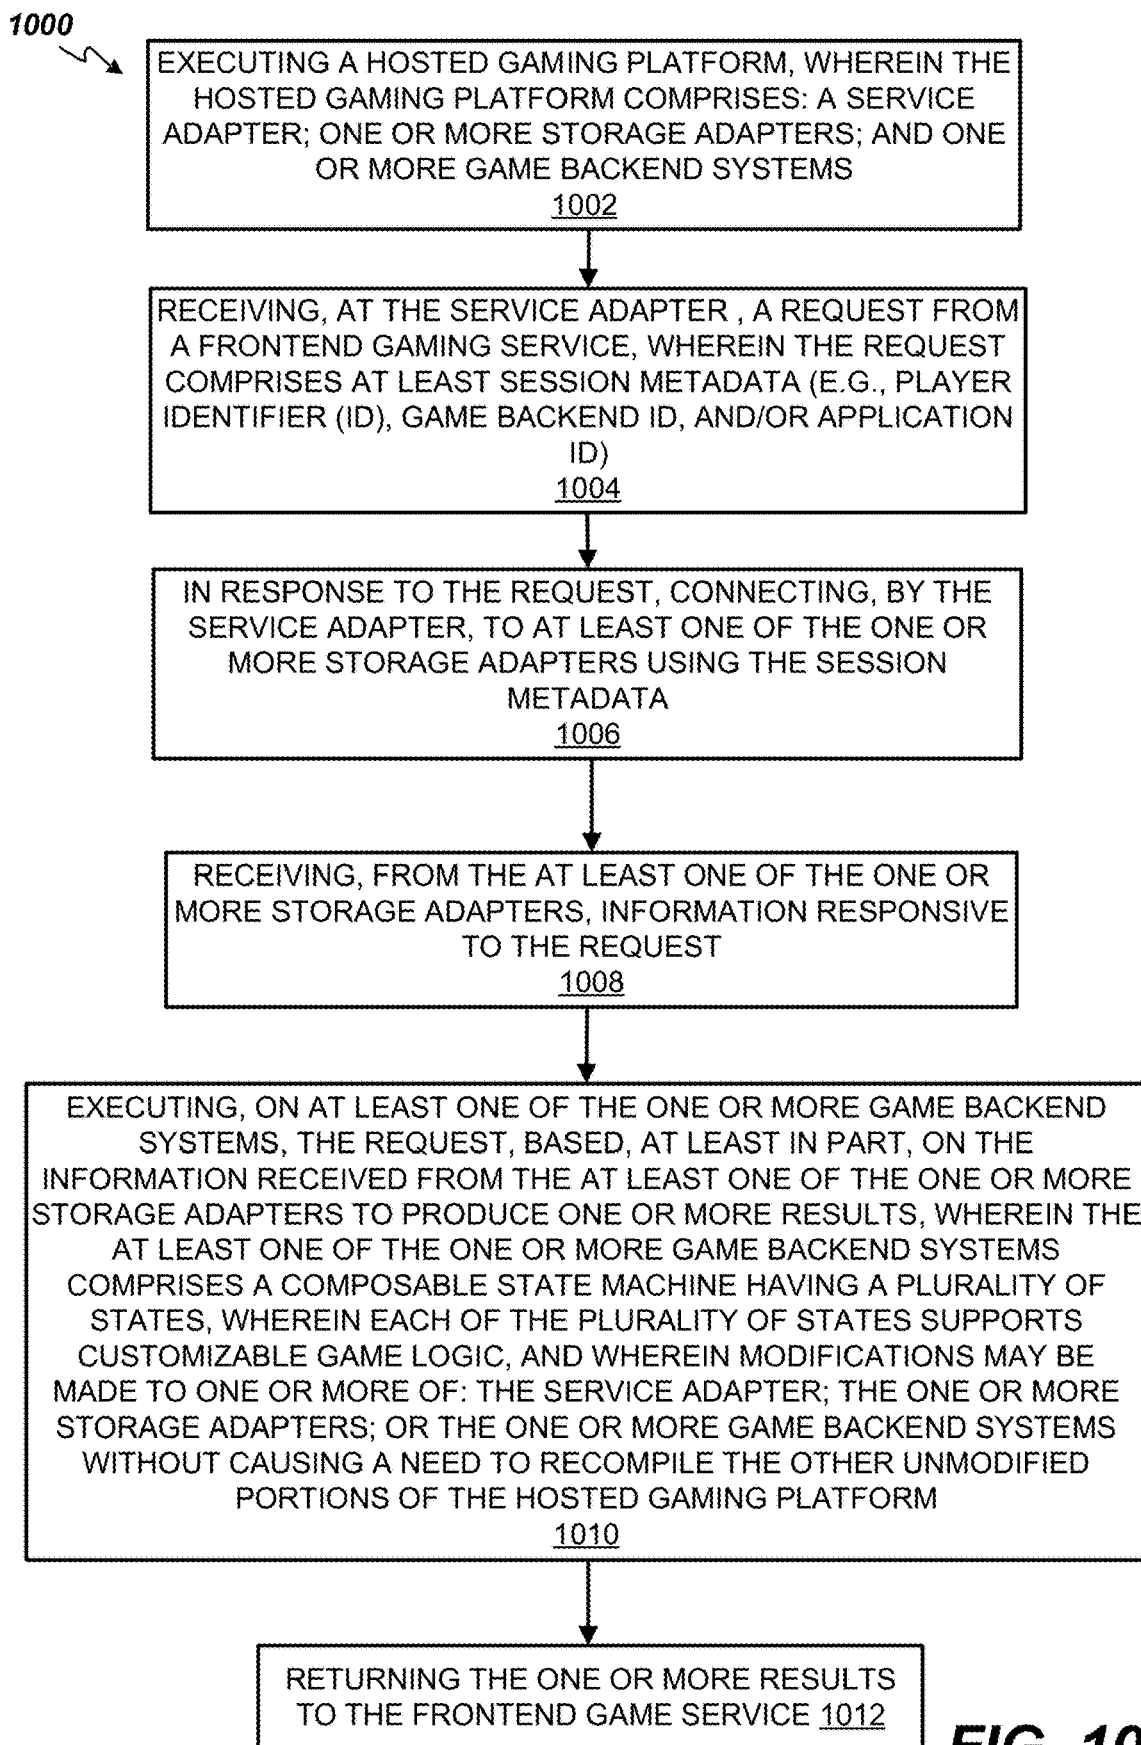 1000
EXECUTING A HOSTED GAMING PLATFORM, WHEREIN THE
HOSTED GAMING PLATFORM COMPRISES: A SERVICE
ADAPTER; ONE OR MORE STORAGE ADAPTERS; AND ONE
OR MORE GAME BACKEND SYSTEMS
1002
RECEIVING, AT THE SERVICE ADAPTER , A REQUEST FROM
A FRONTEND GAMING SERVICE, WHEREIN THE REQUEST
COMPRISES AT LEAST SESSION METADATA (E.G., PLAYER
IDENTIFIER (ID), GAME BACKEND ID, AND/OR APPLICATION
ID)
1004
IN RESPONSE TO THE REQUEST, CONNECTING, BY THE
SERVICE ADAPTER, TO AT LEAST ONE OF THE ONE OR
MORE STORAGE ADAPTERS USING THE SESSION
METADATA
1006
RECEIVING, FROM THE AT LEAST ONE OF THE ONE OR
MORE STORAGE ADAPTERS, INFORMATION RESPONSIVE
TO THE REQUEST
1008
EXECUTING, ON AT LEAST ONE OF THE ONE OR MORE GAME BACKEND
SYSTEMS, THE REQUEST, BASED, AT LEAST IN PART, ON THE
INFORMATION RECEIVED FROM THE AT LEAST ONE OF THE ONE OR MORE
STORAGE ADAPTERS TO PRODUCE ONE OR MORE RESULTS, WHEREIN THE
AT LEAST ONE OF THE ONE OR MORE GAME BACKEND SYSTEMS
COMPRISES A COMPOSABLE STATE MACHINE HAVING A PLURALITY OF
STATES, WHEREIN EACH OF THE PLURALITY OF STATES SUPPORTS
CUSTOMIZABLE GAME LOGIC, AND WHEREIN MODIFICATIONS MAY BE
MADE TO ONE OR MORE OF: THE SERVICE ADAPTER; THE ONE OR MORE
STORAGE ADAPTERS; OR THE ONE OR MORE GAME BACKEND SYSTEMS
WITHOUT CAUSING A NEED TO RECOMPILE THE OTHER UNMODIFIED
PORTIONS OF THE HOSTED GAMING PLATFORM
1010
RETURNING THE ONE OR MORE RESULTS
TO THE FRONTEND GAME SERVICE 1012
FIG. 10